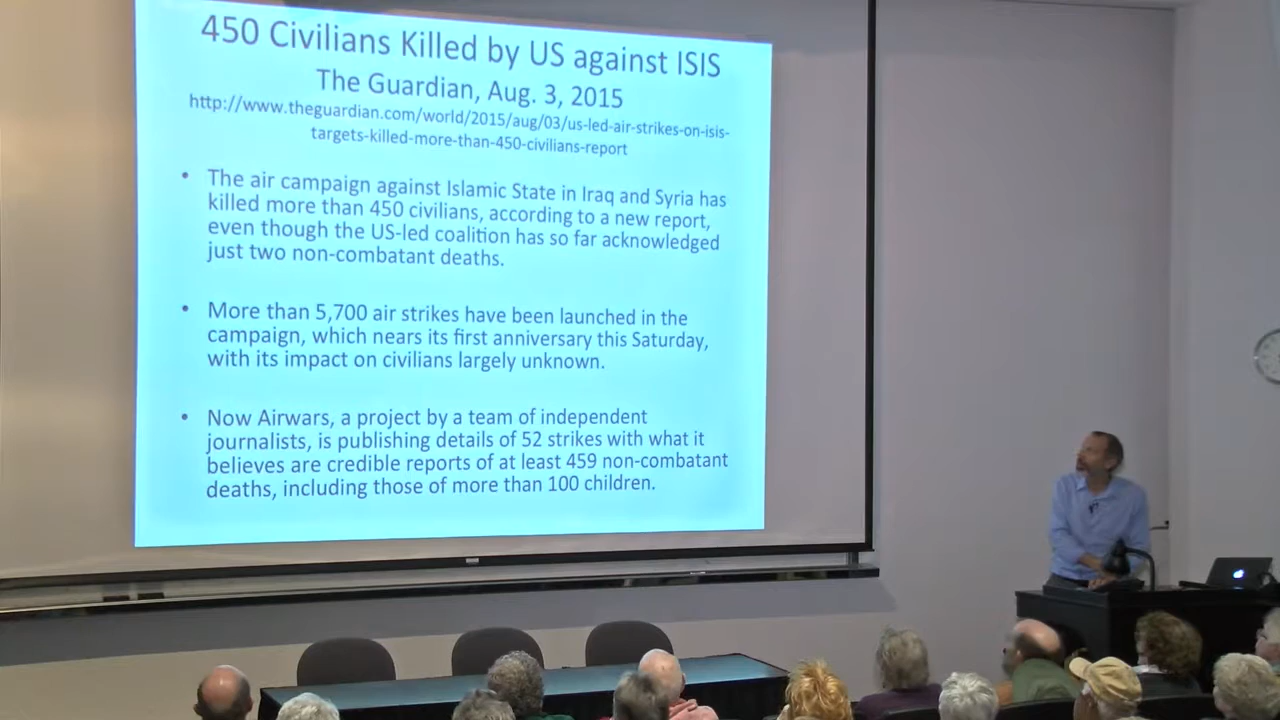 450 Civilians Killed by US against ISIS
The Guardian, Aug. 3, 2015
http://www.theguardian.com/world/2015/aug/03/us-led-air-strikes-on-isis-
targets-killed-more-than-450-civilians-report
• The air campaign against Islamic State in Iraq and Syria has
killed more than 450 civilians, according to a new report,
even though the US-led coalition has so far acknowledged
just two non-combatant deaths.
• More than 5,700 air strikes have been launched in the
campaign, which nears its first anniversary this Saturday,
with its impact on civilians largely unknown.
• Now Airwars, a project by a team of independent
journalists, is publishing details of 52 strikes with what it
believes are credible reports of at least 459 non-combatant
deaths, including those of more than 100 children.